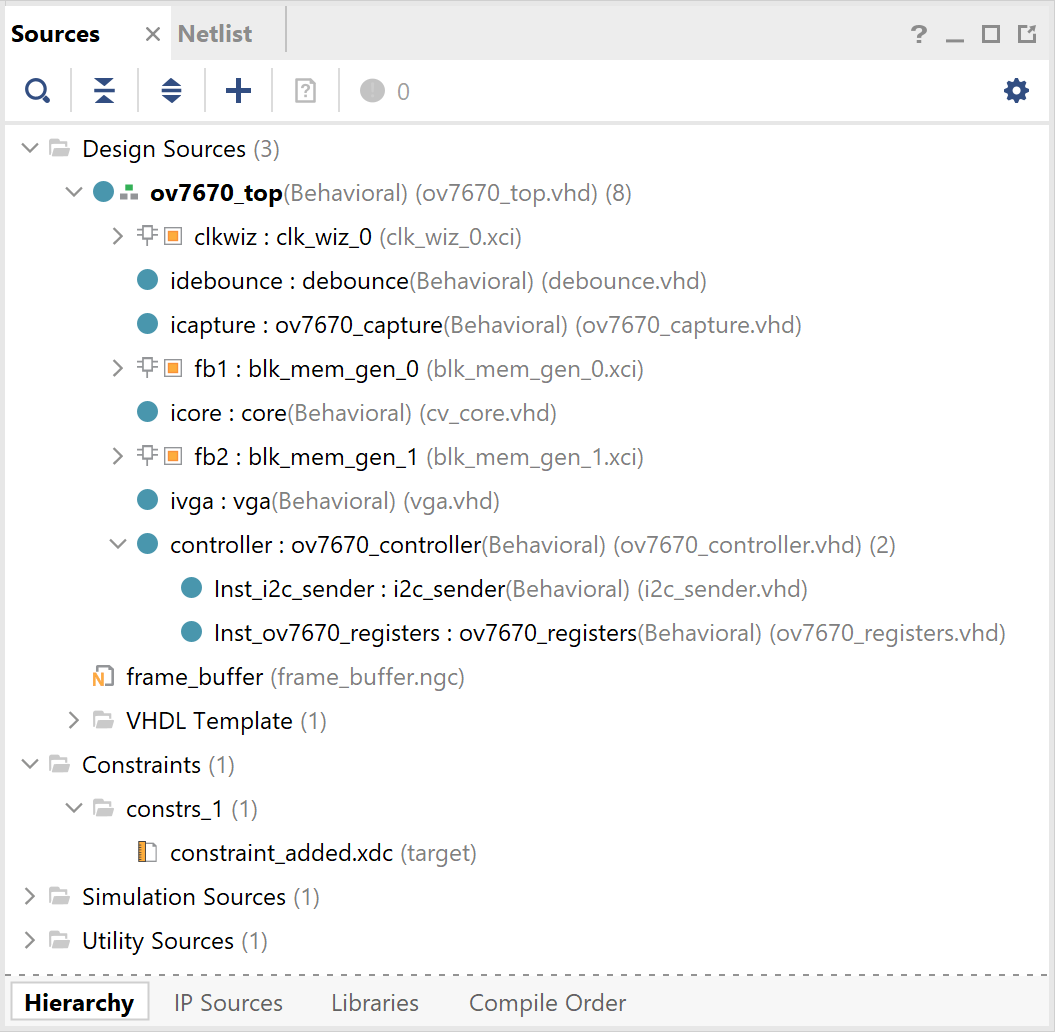 Sources × Netlist
0
Design Sources (3)
ov7670_top(Behavioral) (ov7670_top.vhd) (8)
clkwiz : clk_wiz_0 (clk_wiz_0.xci)
idebounce : debounce(Behavioral) (debounce.vhd)
icapture : ov7670_capture(Behavioral) (ov7670_capture.vhd)
fb1 : blk_mem_gen_0 (blk_mem_gen_0.xci)
icore : core(Behavioral) (cv_core.vhd)
fb2 : blk_mem_gen_1 (blk_mem_gen_1.xci)
ivga : vga(Behavioral) (vga.vhd)
controller : ov7670_controller(Behavioral) (ov7670_controller.vhd) (2)
Inst_i2c_sender : i2c_sender(Behavioral) (i2c_sender.vhd)
Inst_ov7670_registers : ov7670_registers(Behavioral) (ov7670_registers.vhd)
frame_buffer (frame_buffer.ngc)
VHDL Template (1)
Constraints (1)
constrs_1 (1)
constraint_added.xdc (target)
Simulation Sources (1)
Utility Sources (1)
Hierarchy IP Sources Libraries Compile Order